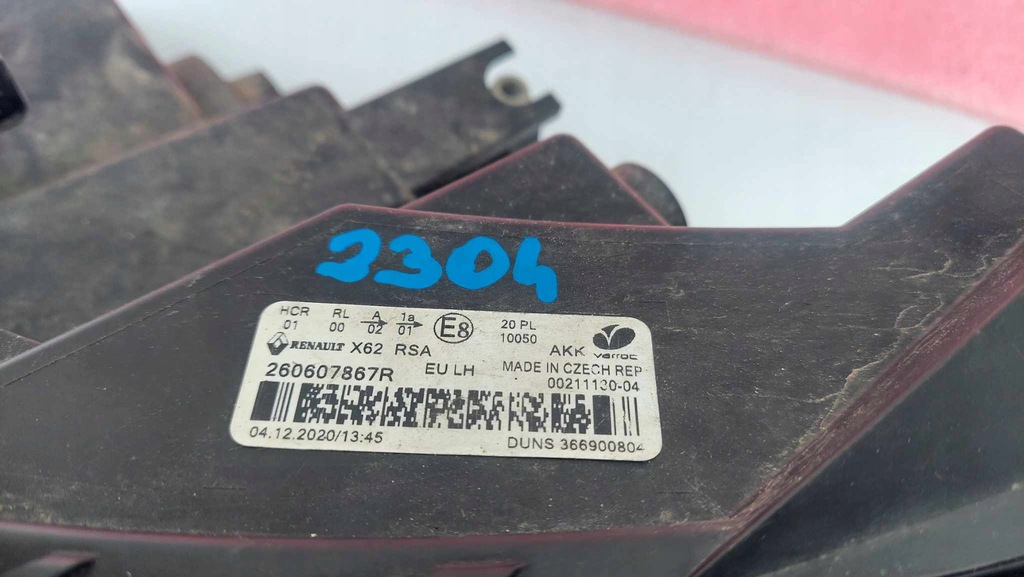 2304
HCR RL A 1a E8 20 PL
01 00 02 01 10050
RENAULT X62 RSA AKK varroc
260607867R EU LH MADE IN CZECH REP
00211130-04
04.12.2020/13:45 DUNS 366900804